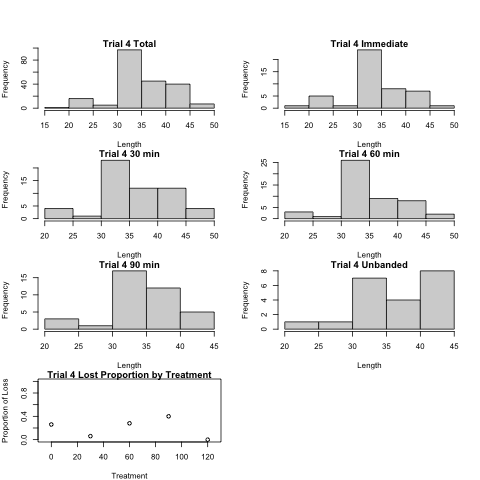 Trial 4 Total
Frequency
0 40 80
15 20 25 30 35 40 45 50
Length
Trial 4 Immediate
Frequency
0 5 15
15 20 25 30 35 40 45 50
Length
Trial 4 30 min
Frequency
0 5 15
20 25 30 35 40 45 50
Length
Trial 4 60 min
Frequency
0 5 15 25
20 25 30 35 40 45 50
Length
Trial 4 90 min
Frequency
0 5 15
20 25 30 35 40 45
Length
Trial 4 Unbanded
Frequency
0 2 4 6 8
20 25 30 35 40 45
Length
Trial 4 Lost Proportion by Treatment
Proportion of Loss
0.0 0.4 0.8
0 20 40 60 80 100 120
Treatment